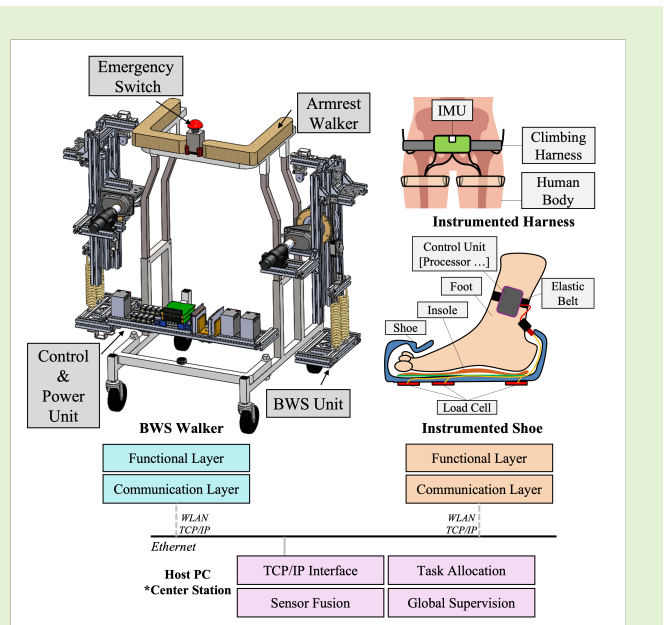 Emergency
Switch
Armrest
Walker
Control
&
Power
Unit
BWS Unit
BWS Walker
IMU
Climbing
Harness
Human
Body
Instrumented Harness
Control Unit
[Processor ...]
Foot
Elastic
Belt
Insole
Shoe
Load Cell
Instrumented Shoe
Functional Layer
Communication Layer
Functional Layer
Communication Layer
WLAN
TCP/IP
WLAN
TCP/IP
Ethernet
Host PC
*Center Station
TCP/IP Interface
Task Allocation
Sensor Fusion
Global Supervision